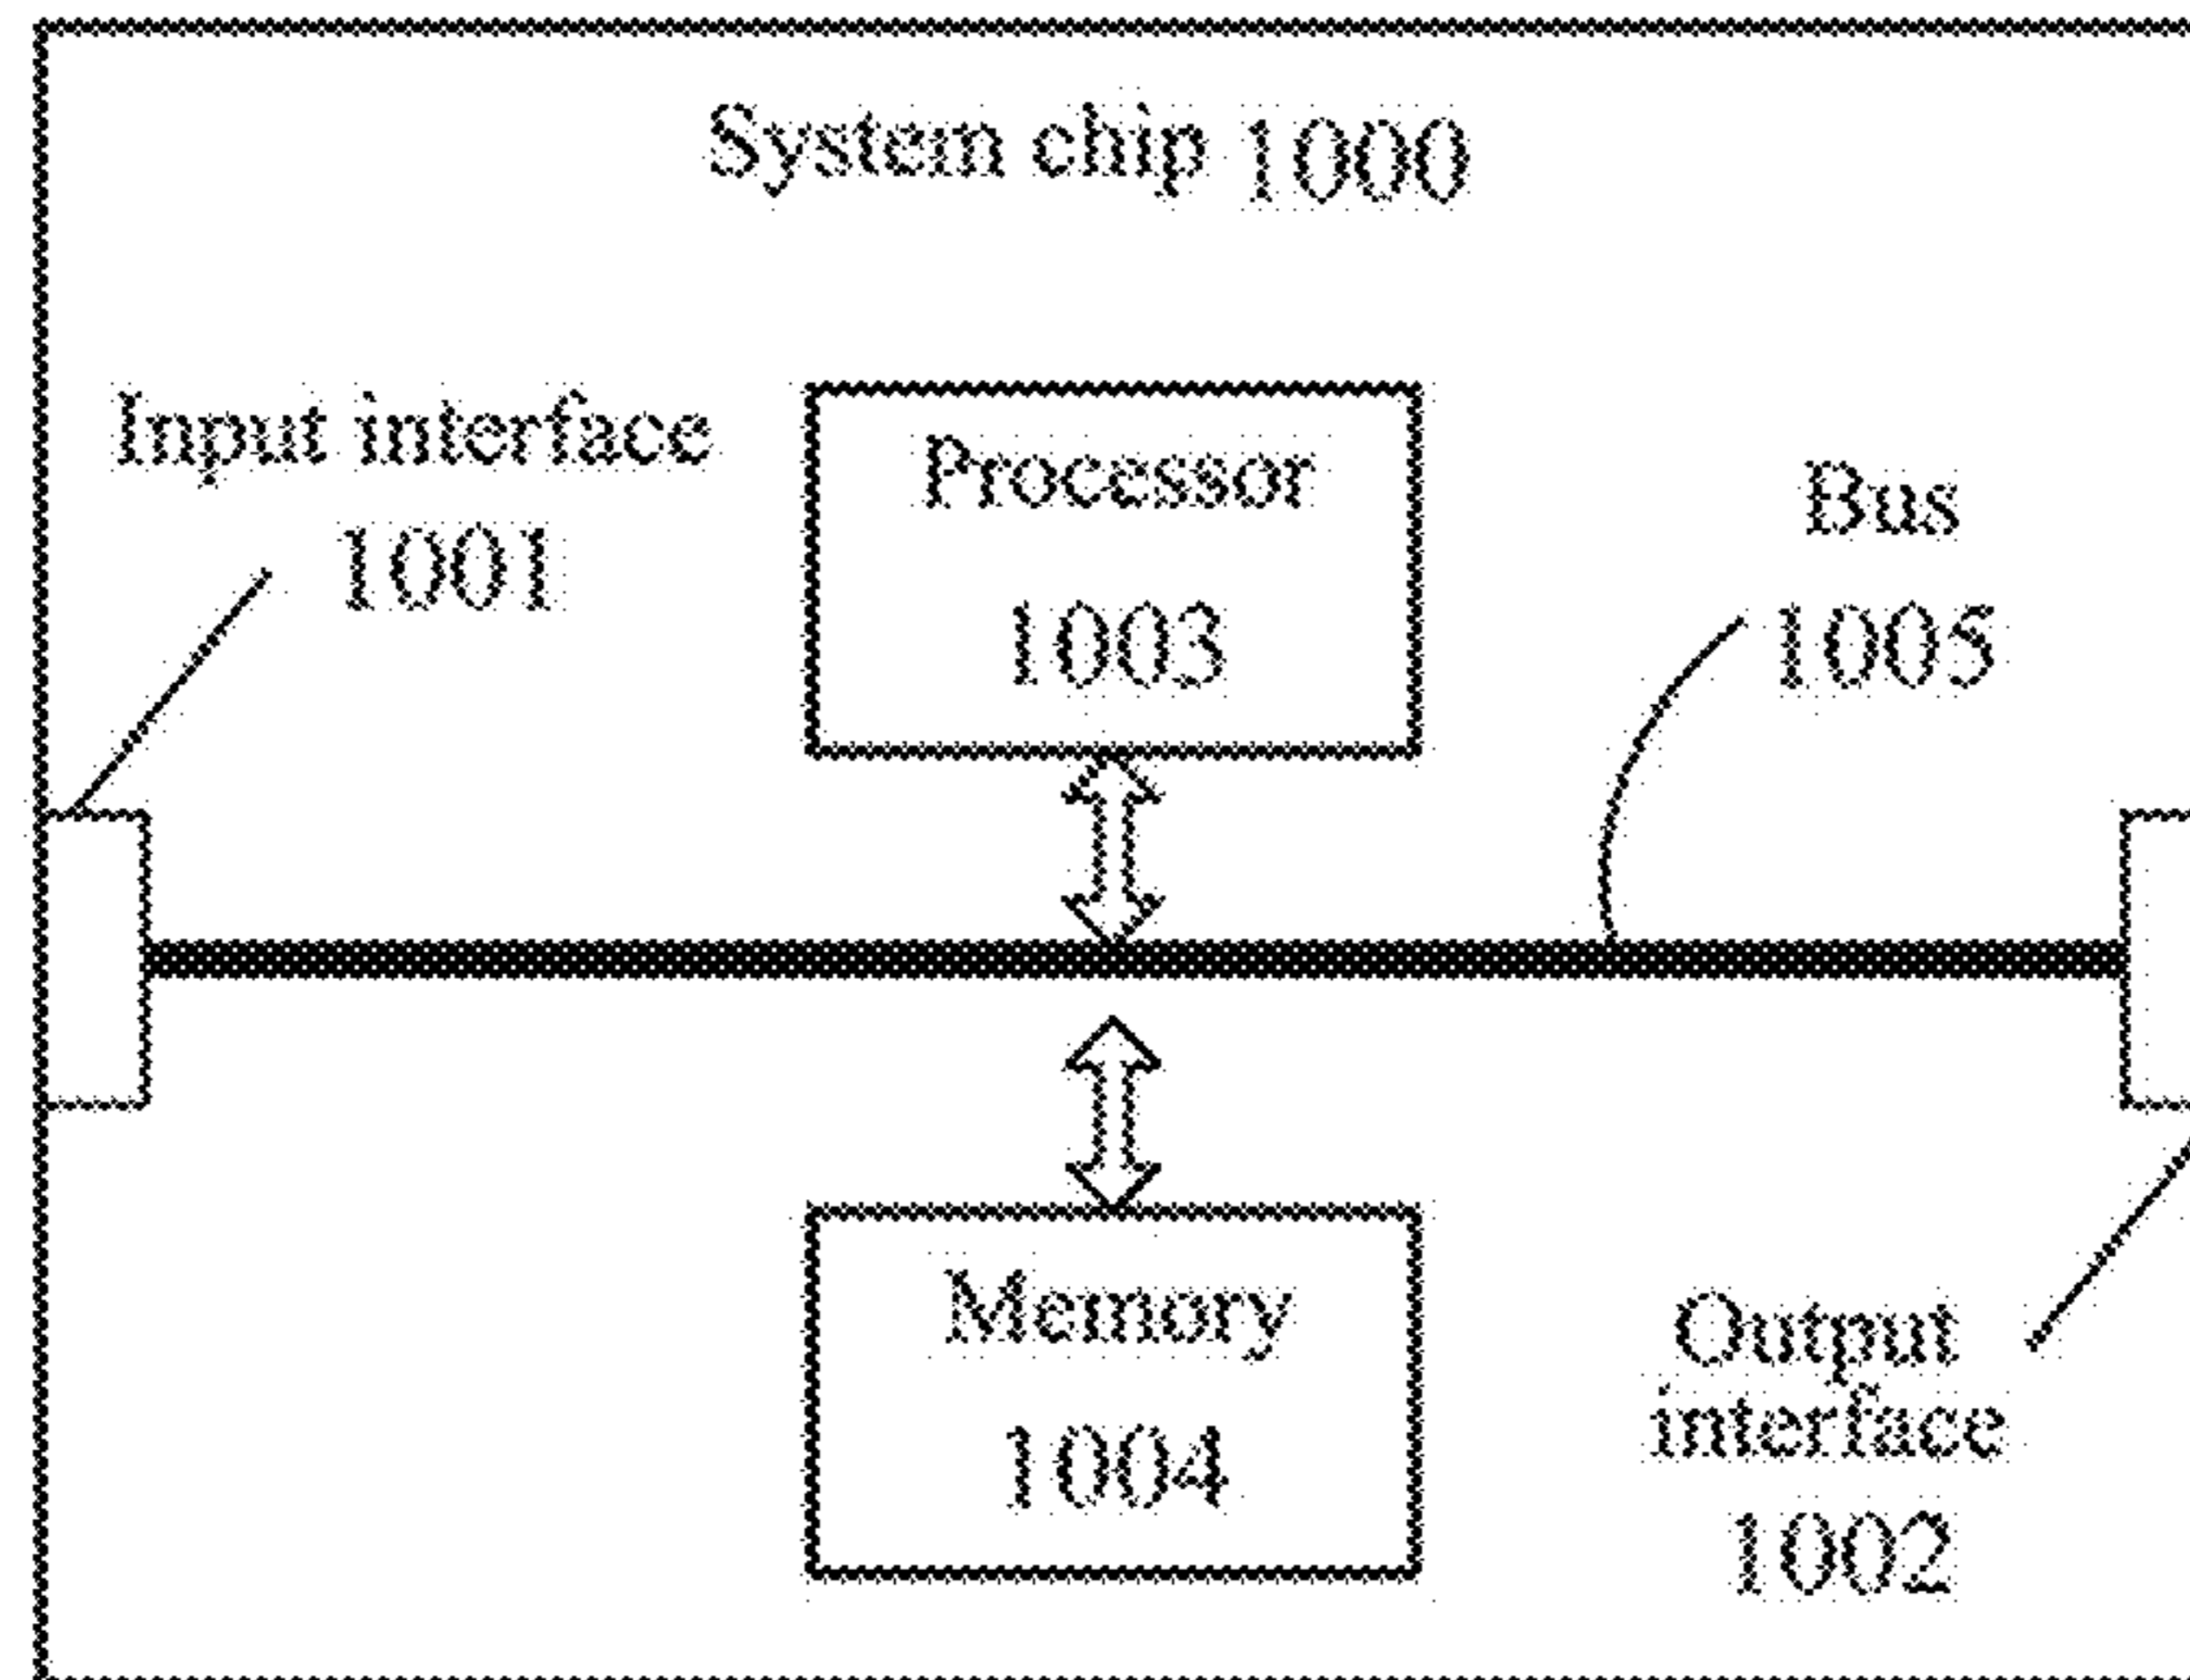 System chip 1000
Input interface
1001
Processor
1003
Bus
1005
Memory
1004
Output
interface
1002